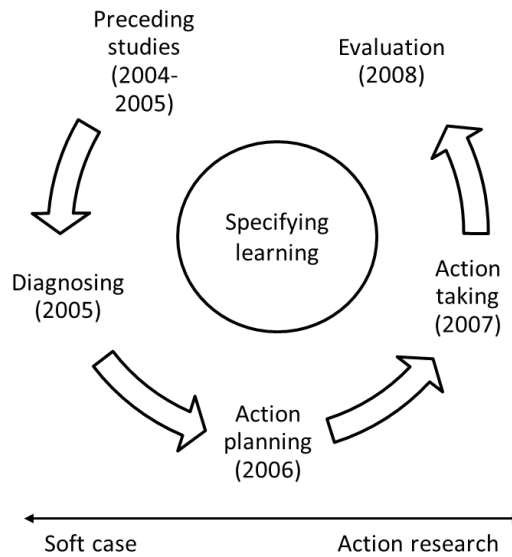 Preceding
studies
(2004-
2005)
Evaluation
(2008)
Specifying
learning
Diagnosing
(2005)
Action
taking
(2007)
Action
planning
(2006)
Soft case
Action research